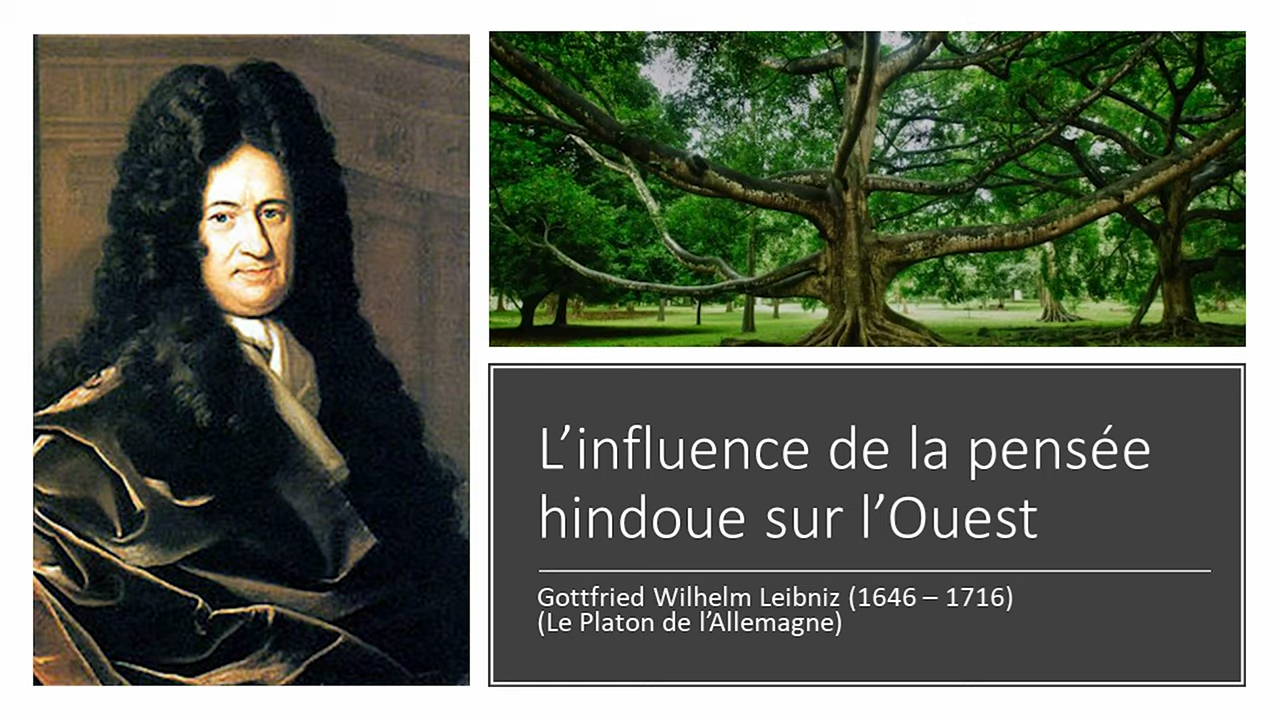 L’influence de la pensée
hindoue sur l’Ouest
Gottfried Wilhelm Leibniz (1646 – 1716)
(Le Platon de l’Allemagne)